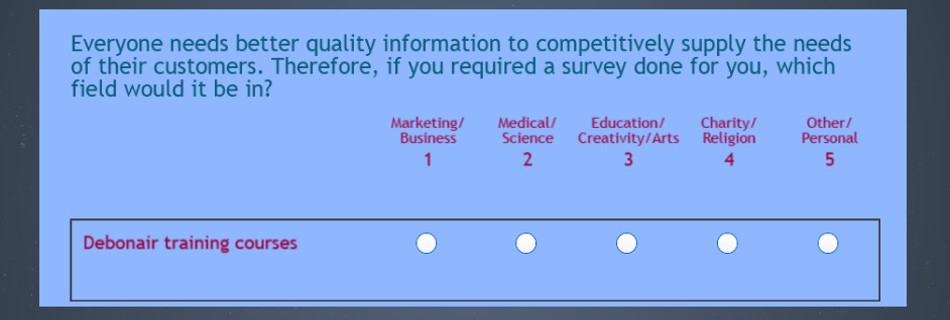 Everyone needs better quality information to competitively supply the needs
of their customers. Therefore, if you required a survey done for you, which
field would it be in?
Marketing/ Medical/ Education/ Charity/ Other/
Business Science Creativity/Arts Religion Personal
1 2 3 4 5
Debonair training courses